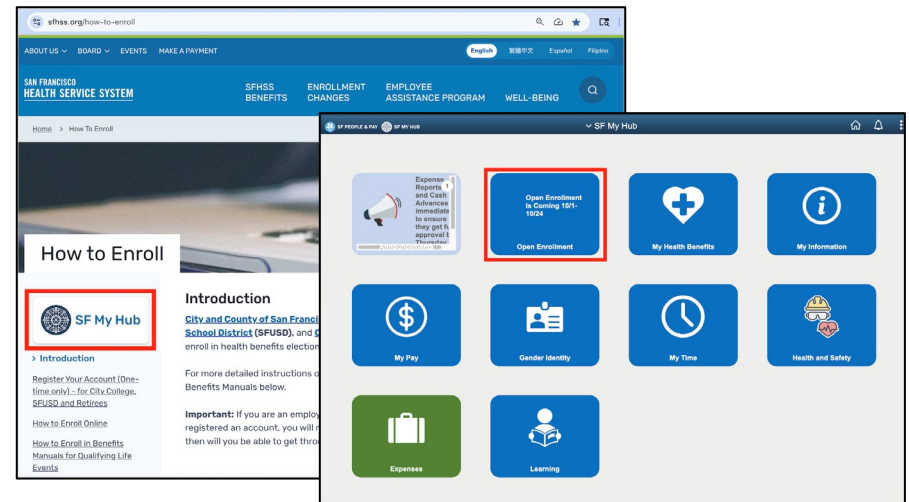 sfhss.org/how-to-enroll
ABOUT US BOARD EVENTS MAKE A PAYMENT
English 繁體中文 Español Filipino
SAN FRANCISCO
HEALTH SERVICE SYSTEM
SFHSS BENEFITS
ENROLLMENT CHANGES
EMPLOYEE ASSISTANCE PROGRAM
WELL-BEING
Home > How To Enroll
How to Enroll
SF My Hub
> Introduction
Register Your Account (One-
time only) - for City College,
SFUSD and Retirees
How to Enroll Online
How to Enroll in Benefits
Manuals for Qualifying Life
Events
Introduction
City and County of San Franci
School District (SFUSD), and C
enroll in health benefits election
For more detailed instructions o
Benefits Manuals below.
Important: If you are an employ
registered an account, you will r
then will you be able to get thro
SF PEOPLE & PAY SF MY HUB
SF My Hub
Expense
Reports 1
and Cash
Advances
immediate
to ensure
they get fu
approval b
Thursday
Open Enrollment
is Coming 10/1-
10/24
Open Enrollment
My Health Benefits
My Information
My Pay
Gender Identity
My Time
Health and Safety
Expenses
Learning